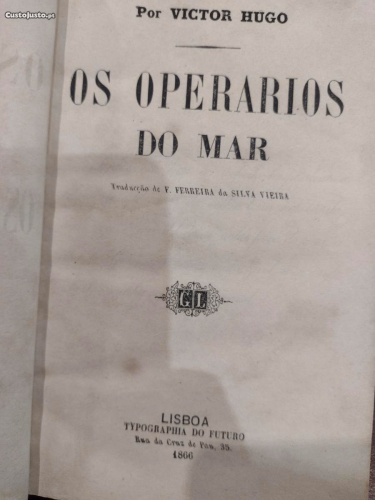 CustoJusto.pt
Por VICTOR HUGO
OS OPERARIOS
DO MAR
Traducção de F. FERREIRA da SILVA VIEIRA
GL
LISBOA
TYPOGRAPHIA DO FUTURO
Rua da Cruz de Pau, 35.
1866